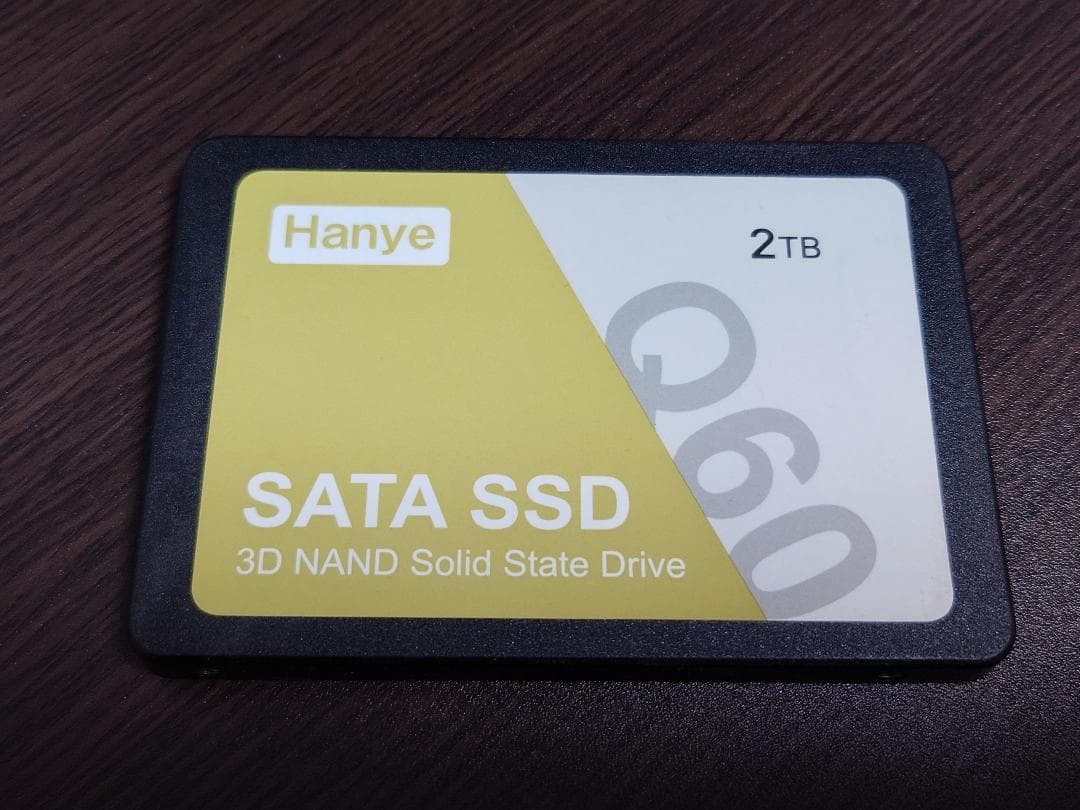 Hanye
2TB
Q60
SATA SSD
3D NAND Solid State Drive